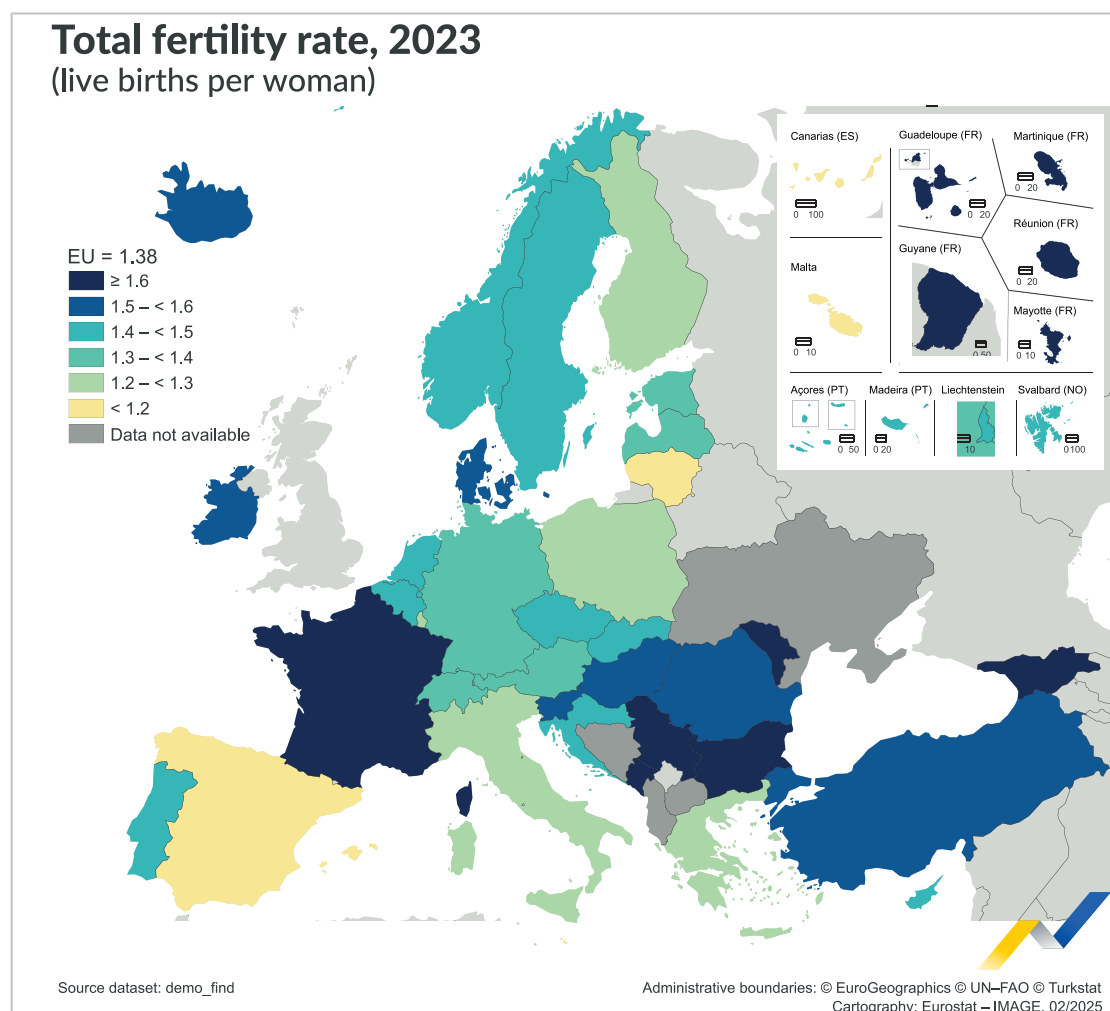 Total fertility rate, 2023
(live births per woman)
EU = 1.38
≥ 1.6
1.5 – < 1.6
1.4 – < 1.5
1.3 – < 1.4
1.2 – < 1.3
< 1.2
Data not available
Canarias (ES)
0 100
Guadeloupe (FR)
0 20
Martinique (FR)
0 20
Réunion (FR)
0 20
Malta
0 10
Guyane (FR)
0 50
Mayotte (FR)
0 10
Açores (PT)
0 50
Madeira (PT)
0 20
Liechtenstein
10
Svalbard (NO)
0 100
Source dataset: demo_find
Administrative boundaries: © EuroGeographics © UN–FAO © Turkstat
Cartography: Eurostat – IMAGE, 02/2025